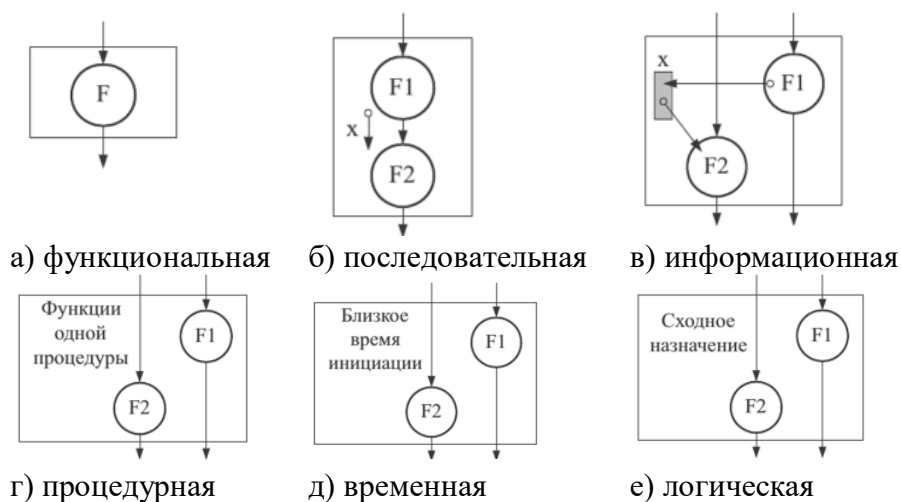 F
F1
x
F2
x
F1
F2
а) функциональная б) последовательная в) информационная
Функции
одной
процедуры
F1
F2
Близкое
время
инициации
F1
F2
Сходное
назначение
F1
F2
г) процедурная д) временная е) логическая